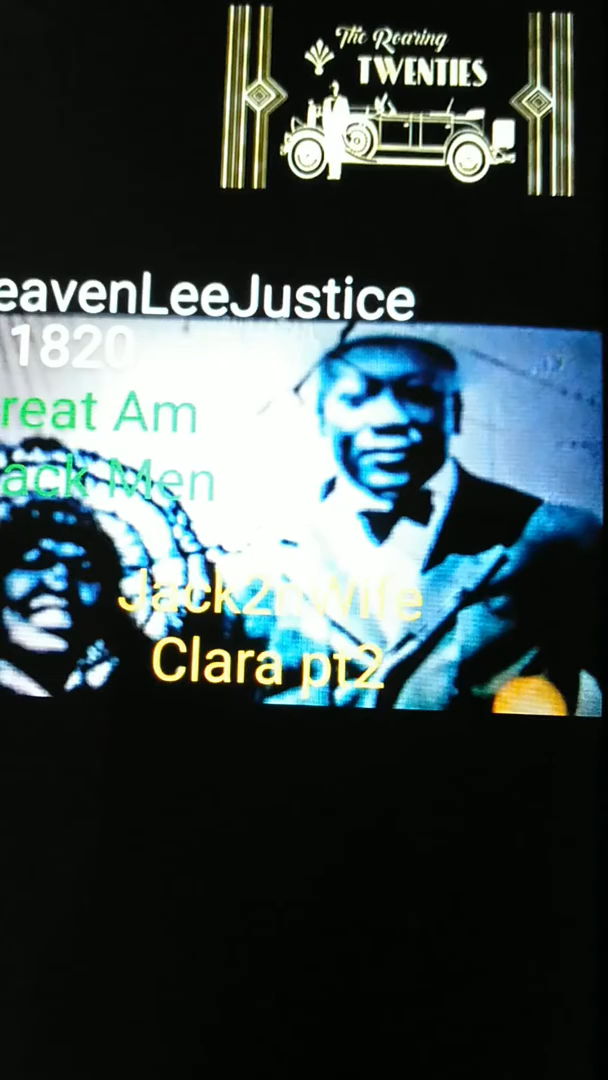 The Roaring
TWENTIES
eavenLeeJustice
1820
reat Am
ack Men
Clara pt2